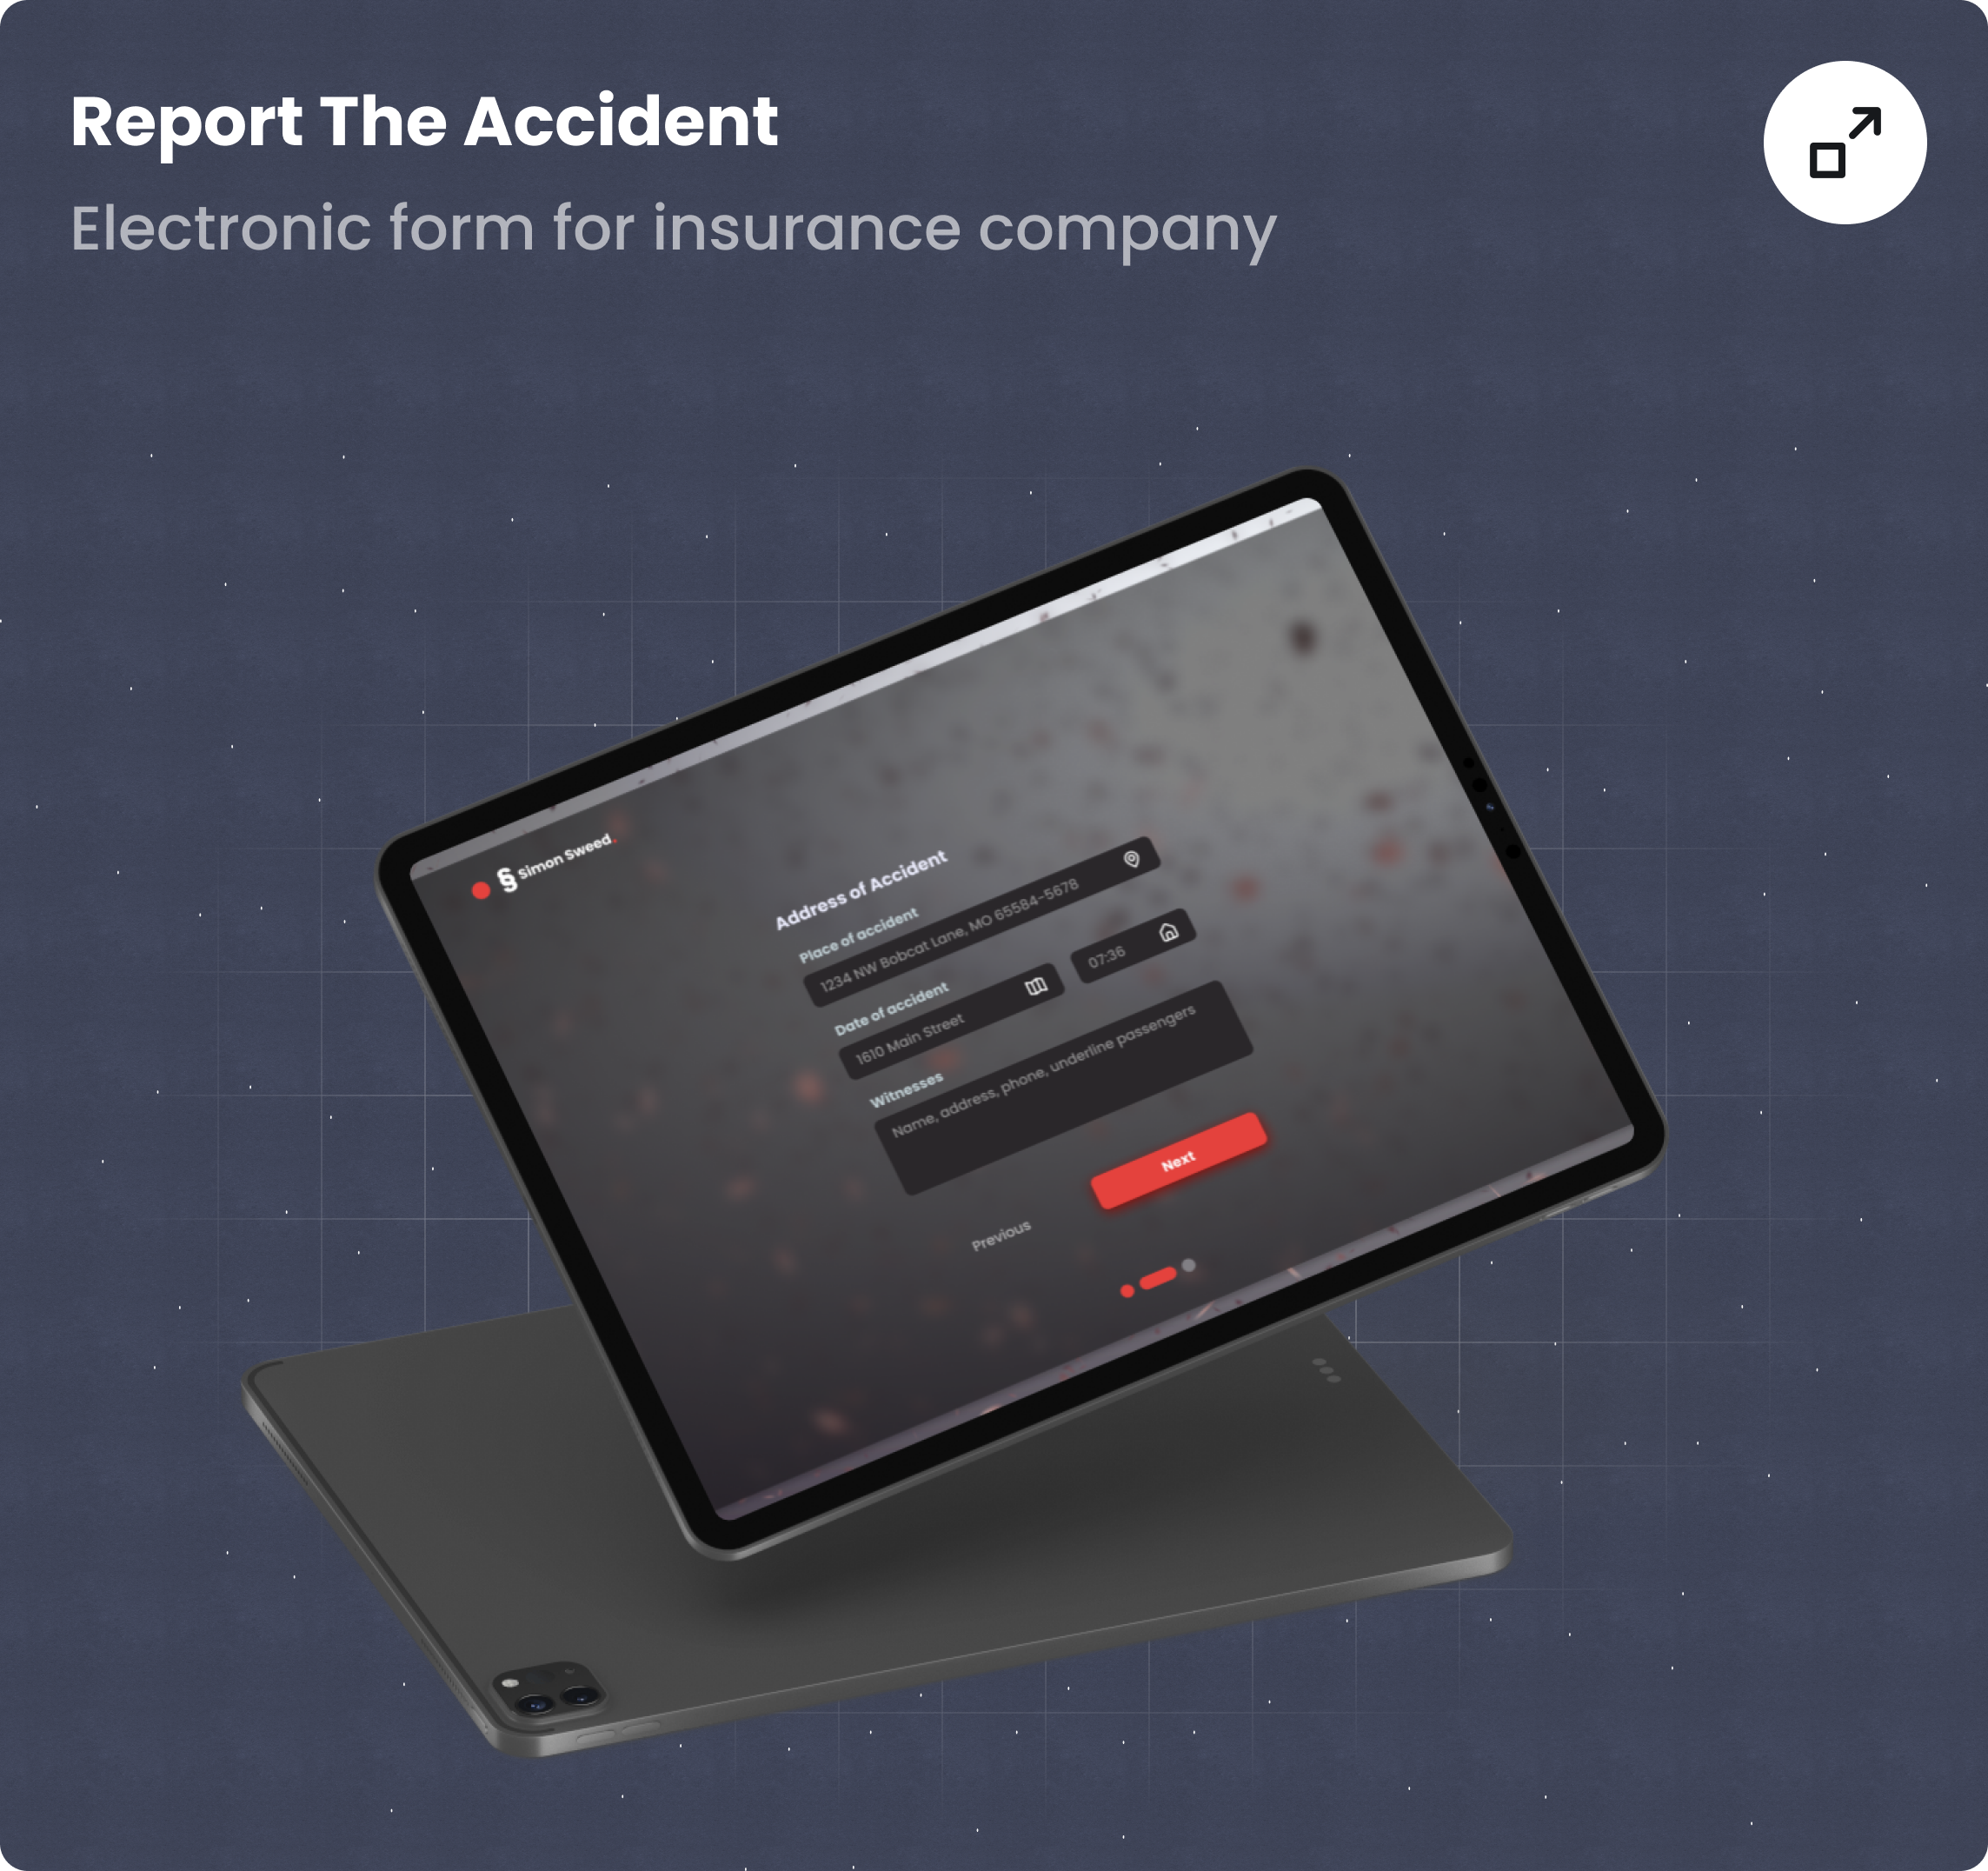 Report The Accident
Electronic form for insurance company
§ Simon Sweed.
Address of Accident
Place of accident
1234 NW Bobcat Lane, MO 65584-5678
Date of accident
1610 Main Street
07:36
Witnesses
Name, address, phone, underline passengers
Previous
Next